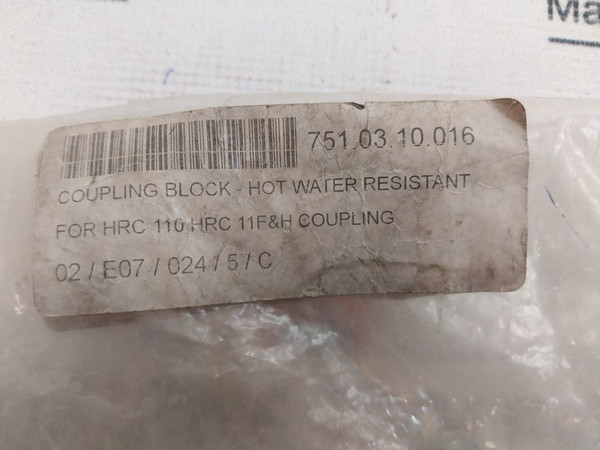 Ma
751.03.10.016
COUPLING BLOCK - HOT WATER RESISTANT
FOR HRC 110 HRC 11F&H COUPLING
02 / E07 / 024 / 5 / C